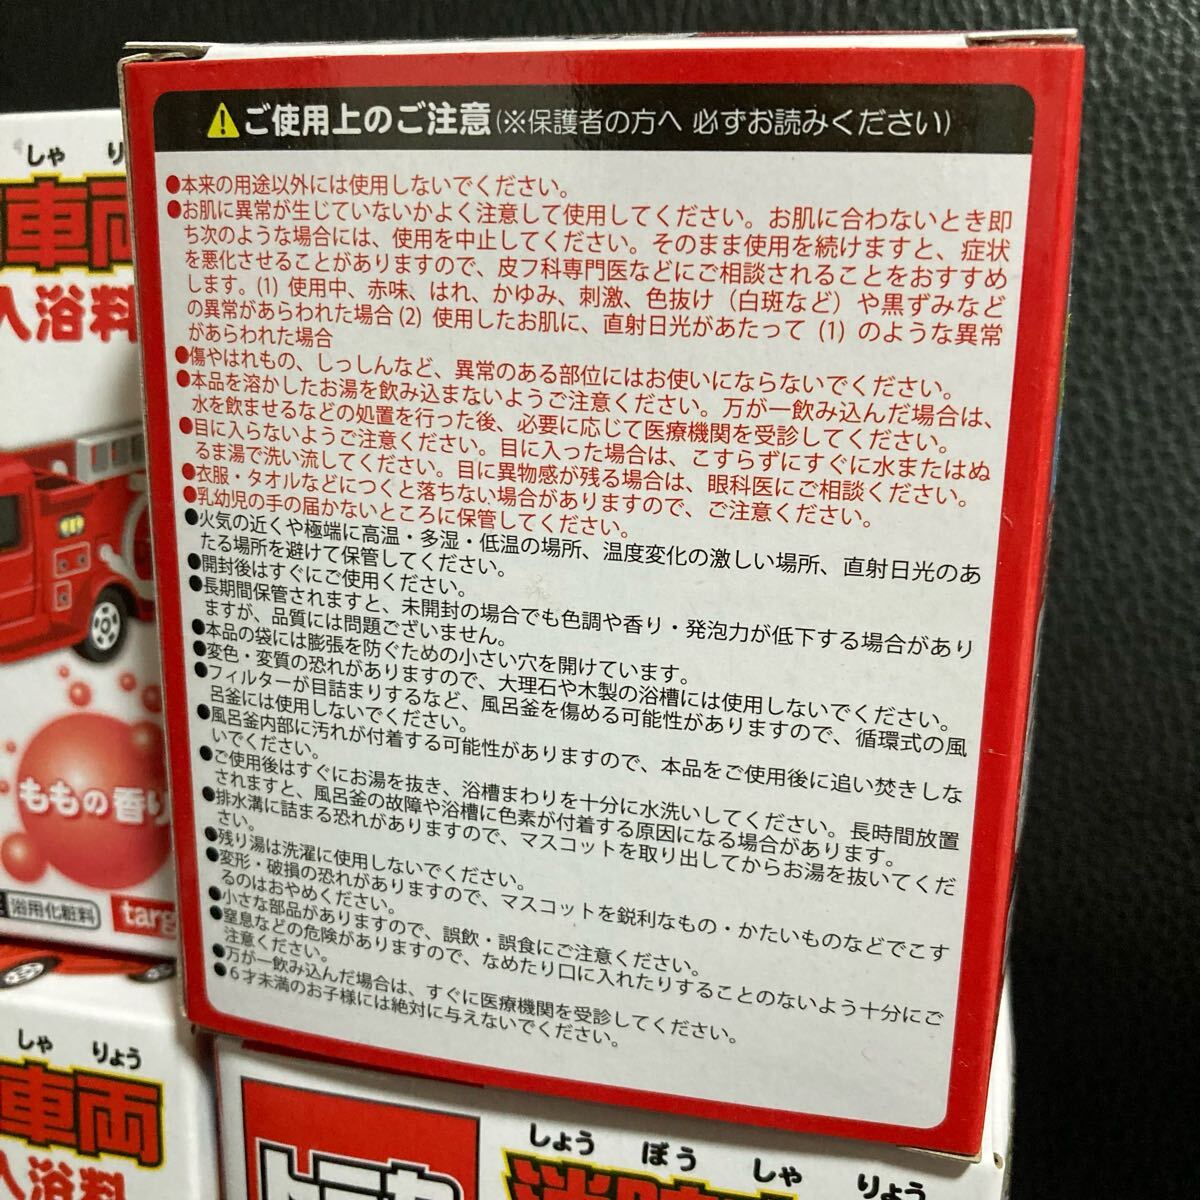 ご使用上のご注意(※保護者の方へ 必ずお読みください)
●本来の用途以外には使用しないでください。
●お肌に異常が生じていないかよく注意して使用してください。お肌に合わないとき即
ち次のような場合には、使用を中止してください。そのまま使用を続けますと、症状
を悪化させることがありますので、皮フ科専門医などにご相談されることをおすすめ
します。(1) 使用中、赤味、はれ、かゆみ、刺激、色抜け（白斑など）や黒ずみなど
の異常があらわれた場合 (2) 使用したお肌に、直射日光があたって (1) のような異常
があらわれた場合
●傷やはれもの、しっしんなど、異常のある部位にはお使いにならないでください。
●本品を溶かしたお湯を飲み込まないようご注意ください。万が一飲み込んだ場合は、
水を飲ませるなどの処置を行った後、必要に応じて医療機関を受診してください。
●目に入らないようご注意ください。目に入った場合は、こすらずにすぐに水またはぬ
るま湯で洗い流してください。目に異物感が残る場合は、眼科医にご相談ください。
●衣服・タオルなどにつくと落ちない場合がありますので、ご注意ください。
●乳幼児の手の届かないところに保管してください。
●火気の近くや極端に高温・多湿・低温の場所、温度変化の激しい場所、直射日光のあ
たる場所を避けて保管してください。
●開封後はすぐにご使用ください。
●長期間保管されますと、未開封の場合でも色調や香り・発泡力が低下する場合があり
ますが、品質には問題ございません。
●本品の袋には膨張を防ぐための小さい穴を開けています。
●変色・変質の恐れがありますので、大理石や木製の浴槽には使用しないでください。
●フィルターが目詰まりするなど、風呂釜を傷める可能性がありますので、循環式の風
呂釜には使用しないでください。
●風呂釜内部に汚れが付着する可能性がありますので、本品をご使用後に追い焚きしな
いでください。
●ご使用後はすぐにお湯を抜き、浴槽まわりを十分に水洗いしてください。長時間放置
されますと、風呂釜の故障や浴槽に色素が付着する原因になる場合があります。
●排水溝に詰まる恐れがありますので、マスコットを取り出してからお湯を抜いてくだ
さい。
●残り湯は洗濯に使用しないでください。
●変形・破損の恐れがありますので、マスコットを鋭利なもの・かたいものなどでこす
るのはおやめください。
●小さな部品がありますので、誤飲・誤食にご注意ください。
●窒息などの危険がありますので、なめたり口に入れたりすることのないよう十分にご
注意ください。
●万が一飲み込んだ場合は、すぐに医療機関を受診してください。
●6才未満のお子様には絶対に与えないでください。
しゃ り
車両
入浴料
ももの香り
浴用化粧料
targ
しゃ りょう
車両
入浴料
トミカ
しょう ぼう しゃ りょう